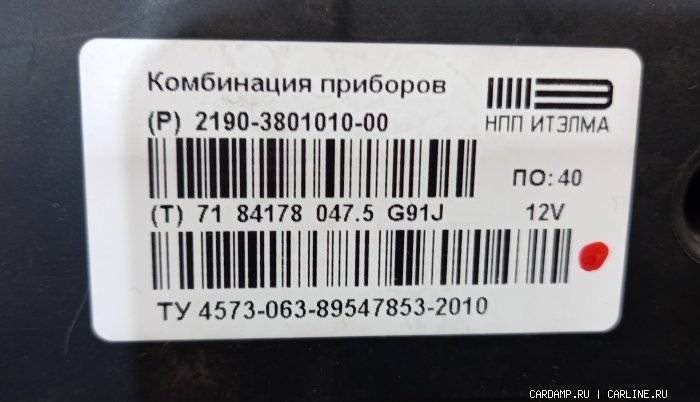 Комбинация приборов
(P) 2190-3801010-00
НПП ИТЭЛМА
ПО: 40
(T) 71 84178 047.5 G91J
12V
ТУ 4573-063-89547853-2010
CARDAMP.RU | CARLINE.RU